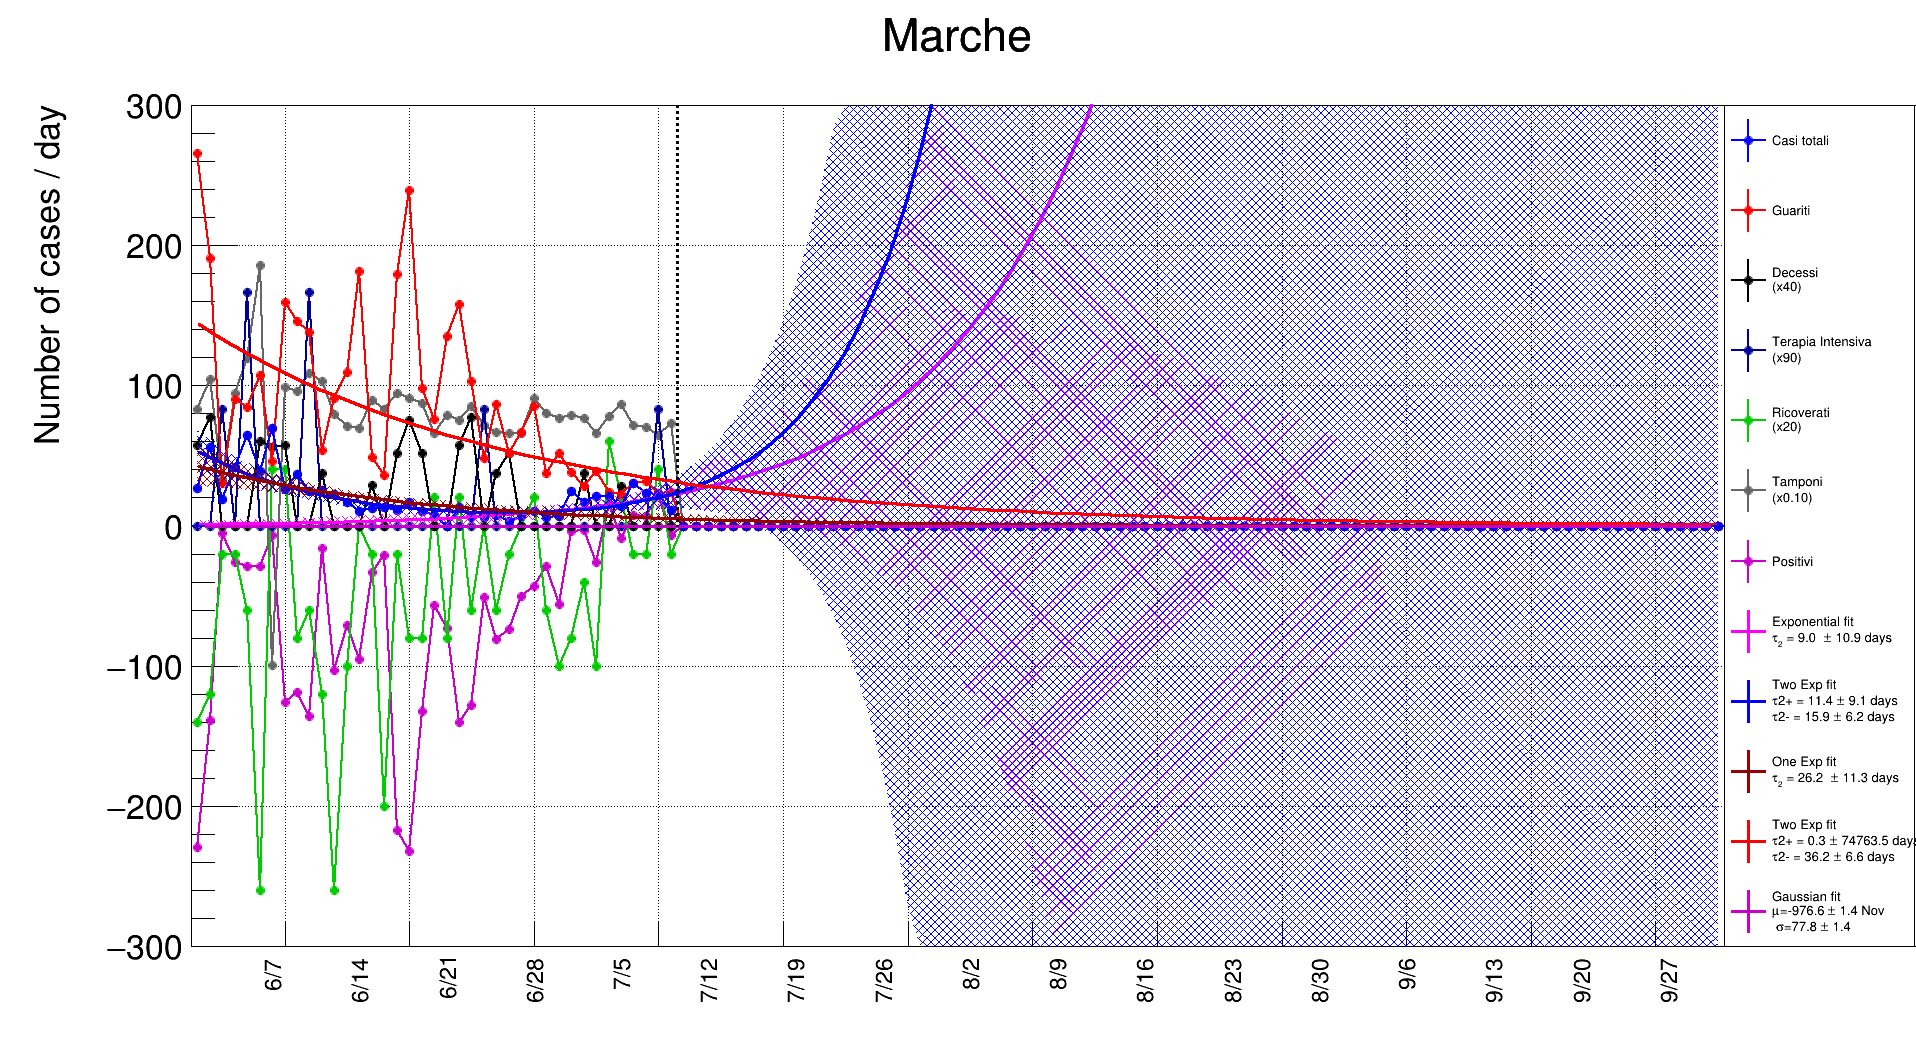 Marche
Number of cases / day
300
200
100
0
−100
−200
−300
6/7
6/14
6/21
6/28
7/5
7/12
7/19
7/26
8/2
8/9
8/16
8/23
8/30
9/6
9/13
9/20
9/27
Casi totali
Guariti
Decessi
(x40)
Terapia Intensiva
(x90)
Ricoverati
(x20)
Tamponi
(x0.10)
Positivi
Exponential fit
τ2 = 9.0 ± 10.9 days
Two Exp fit
τ2+ = 11.4 ± 9.1 days
τ2- = 15.9 ± 6.2 days
One Exp fit
τ2 = 26.2 ± 11.3 days
Two Exp fit
τ2+ = 0.3 ± 74763.5 days
τ2- = 36.2 ± 6.6 days
Gaussian fit
μ=-976.6 ± 1.4 Nov
σ=77.8 ± 1.4